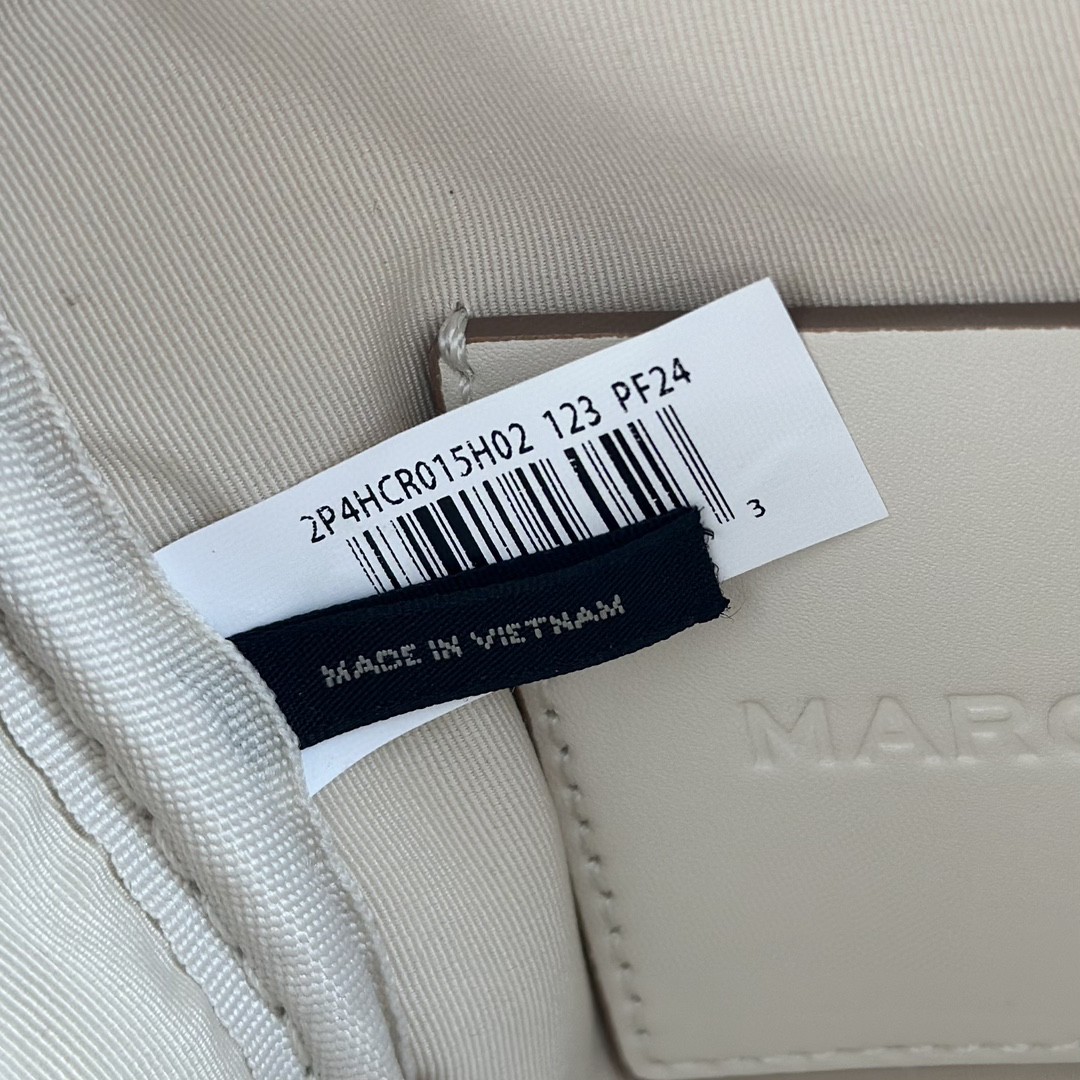 2P4HCR015H02 123 PF24
3
MADE IN VIETNAM
MARC